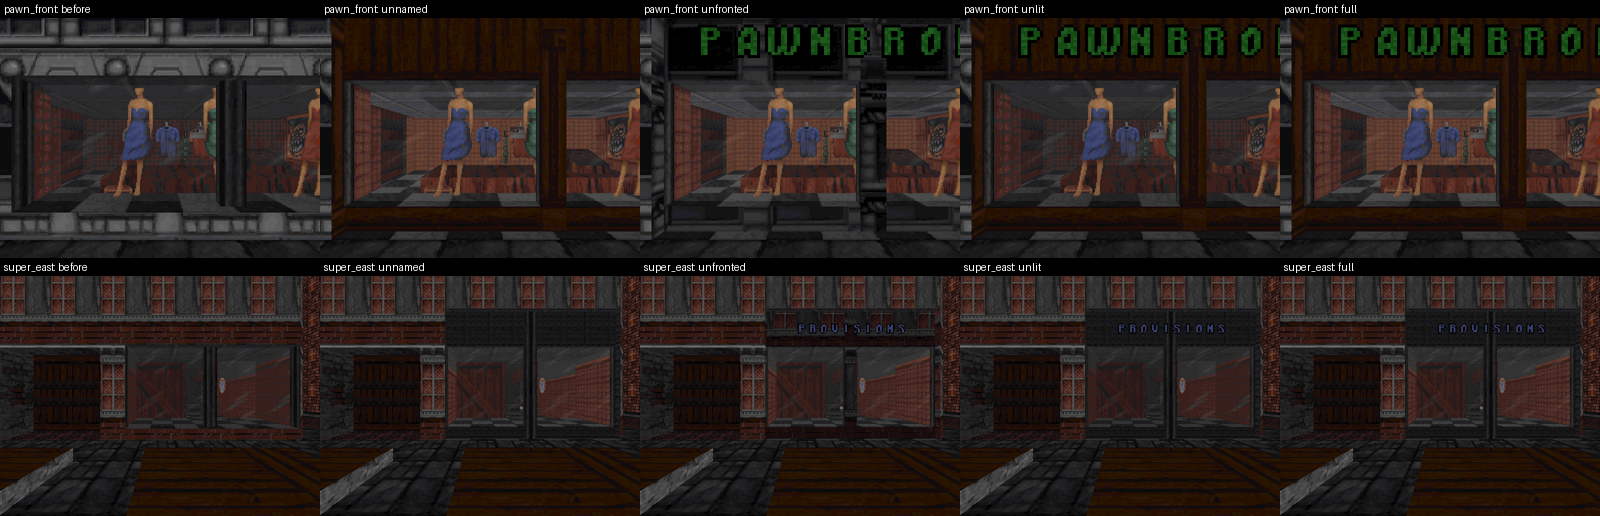 pawn_front before
pawn_front unnamed
pawn_front unfronted
pawn_front unlit
pawn_front full
PAWNBRO
PAWNBRO
PAWNBRO
super_east before
super_east unnamed
super_east unfronted
super_east unlit
super_east full
PROVISIONS
PROVISIONS
PROVISIONS